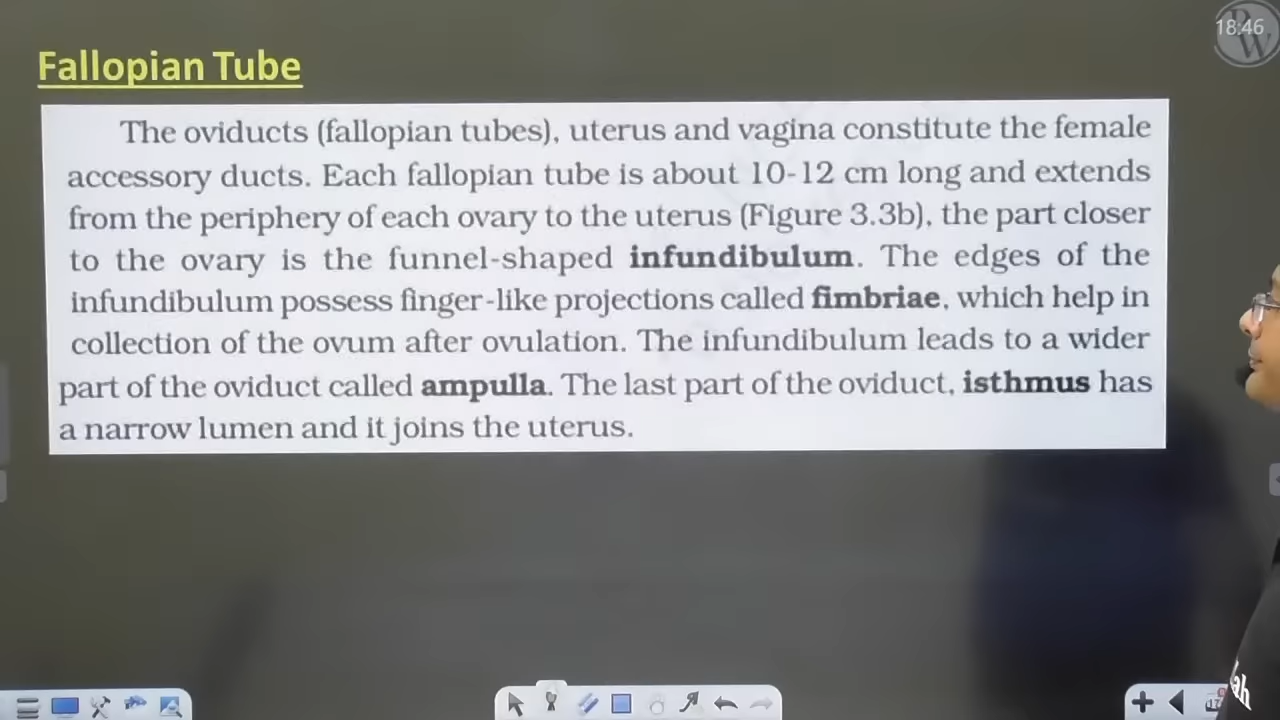 18:46
PW
Fallopian Tube
The oviducts (fallopian tubes), uterus and vagina constitute the female
accessory ducts. Each fallopian tube is about 10-12 cm long and extends
from the periphery of each ovary to the uterus (Figure 3.3b), the part closer
to the ovary is the funnel-shaped infundibulum. The edges of the
infundibulum possess finger-like projections called fimbriae, which help in
collection of the ovum after ovulation. The infundibulum leads to a wider
part of the oviduct called ampulla. The last part of the oviduct, isthmus has
a narrow lumen and it joins the uterus.